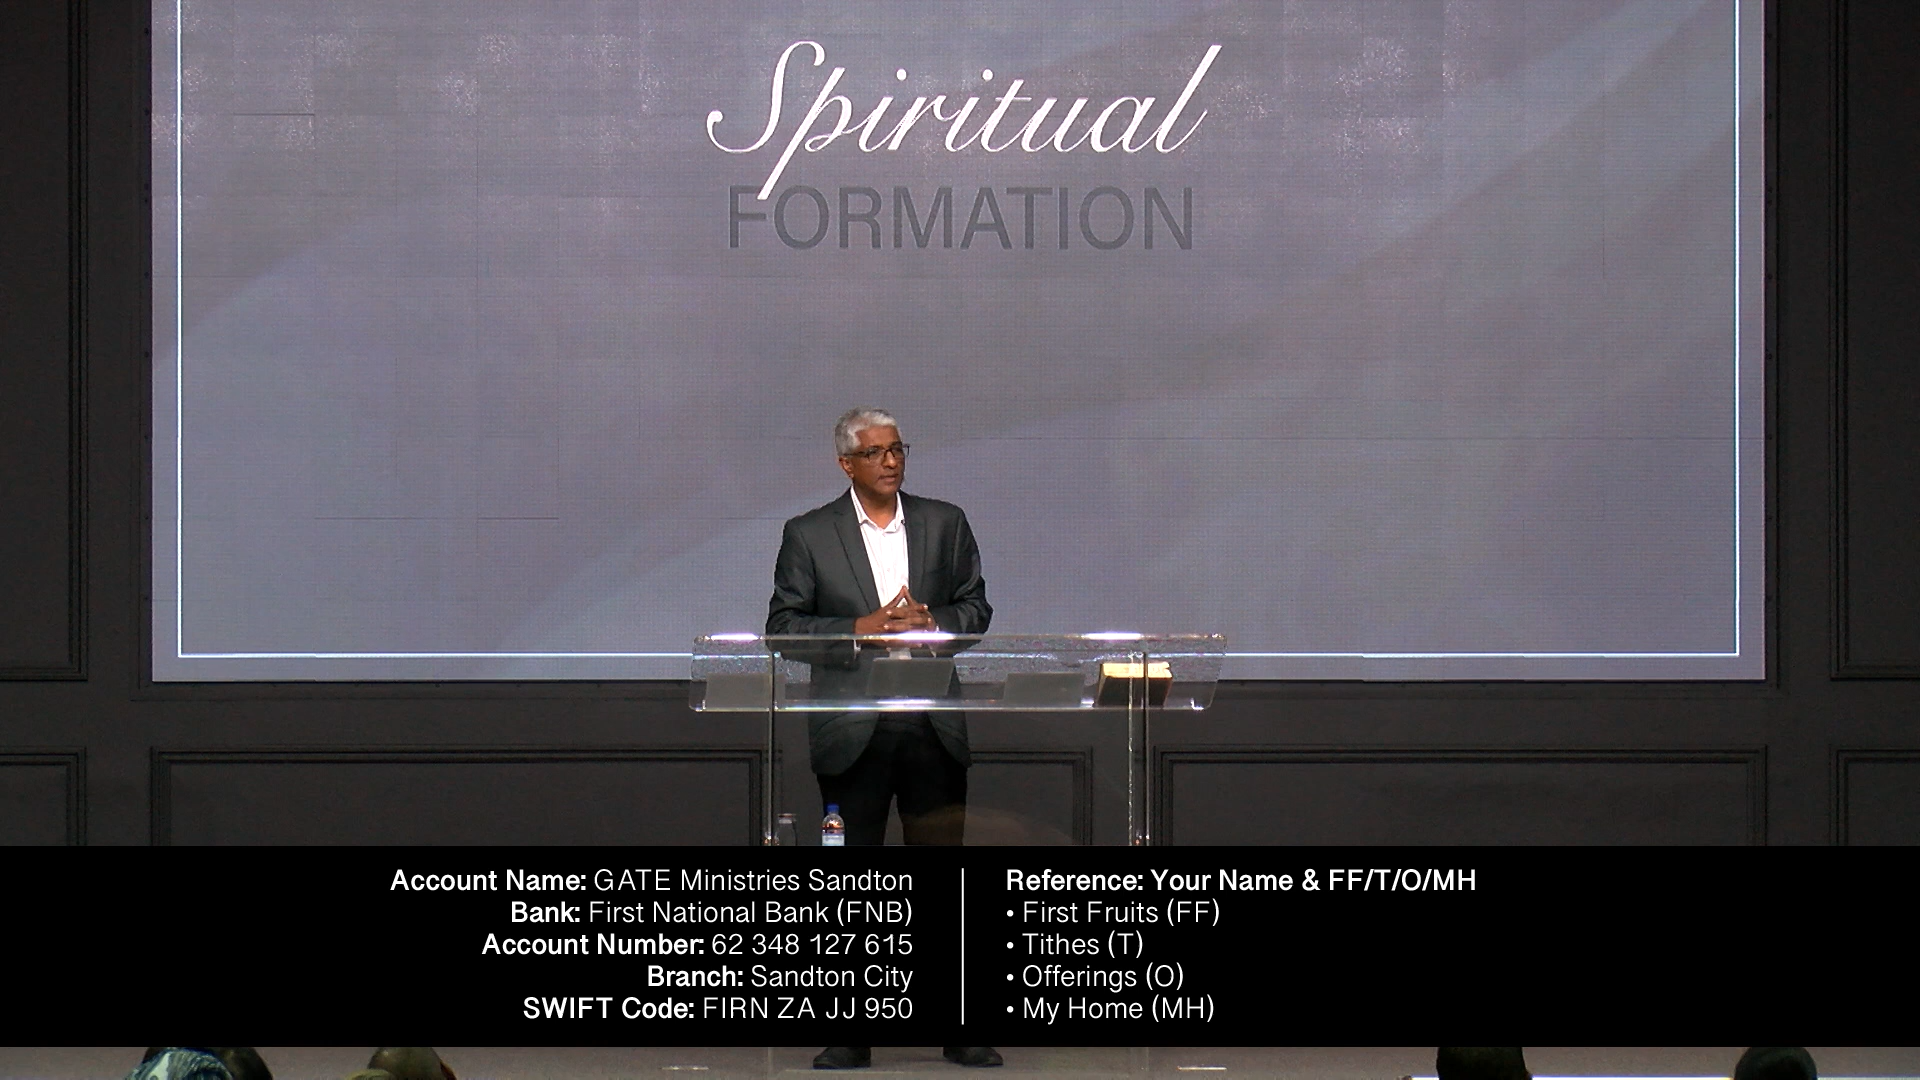 Spiritual
FORMATION
Account Name: GATE Ministries Sandton
Bank: First National Bank (FNB)
Account Number: 62 348 127 615
Branch: Sandton City
SWIFT Code: FIRN ZA JJ 950
Reference: Your Name & FF/T/O/MH
• First Fruits (FF)
• Tithes (T)
• Offerings (O)
• My Home (MH)